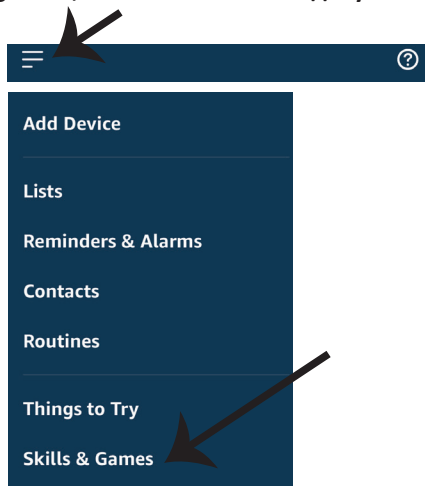 ?
Add Device
Lists
Reminders & Alarms
Contacts
Routines
Things to Try
Skills & Games